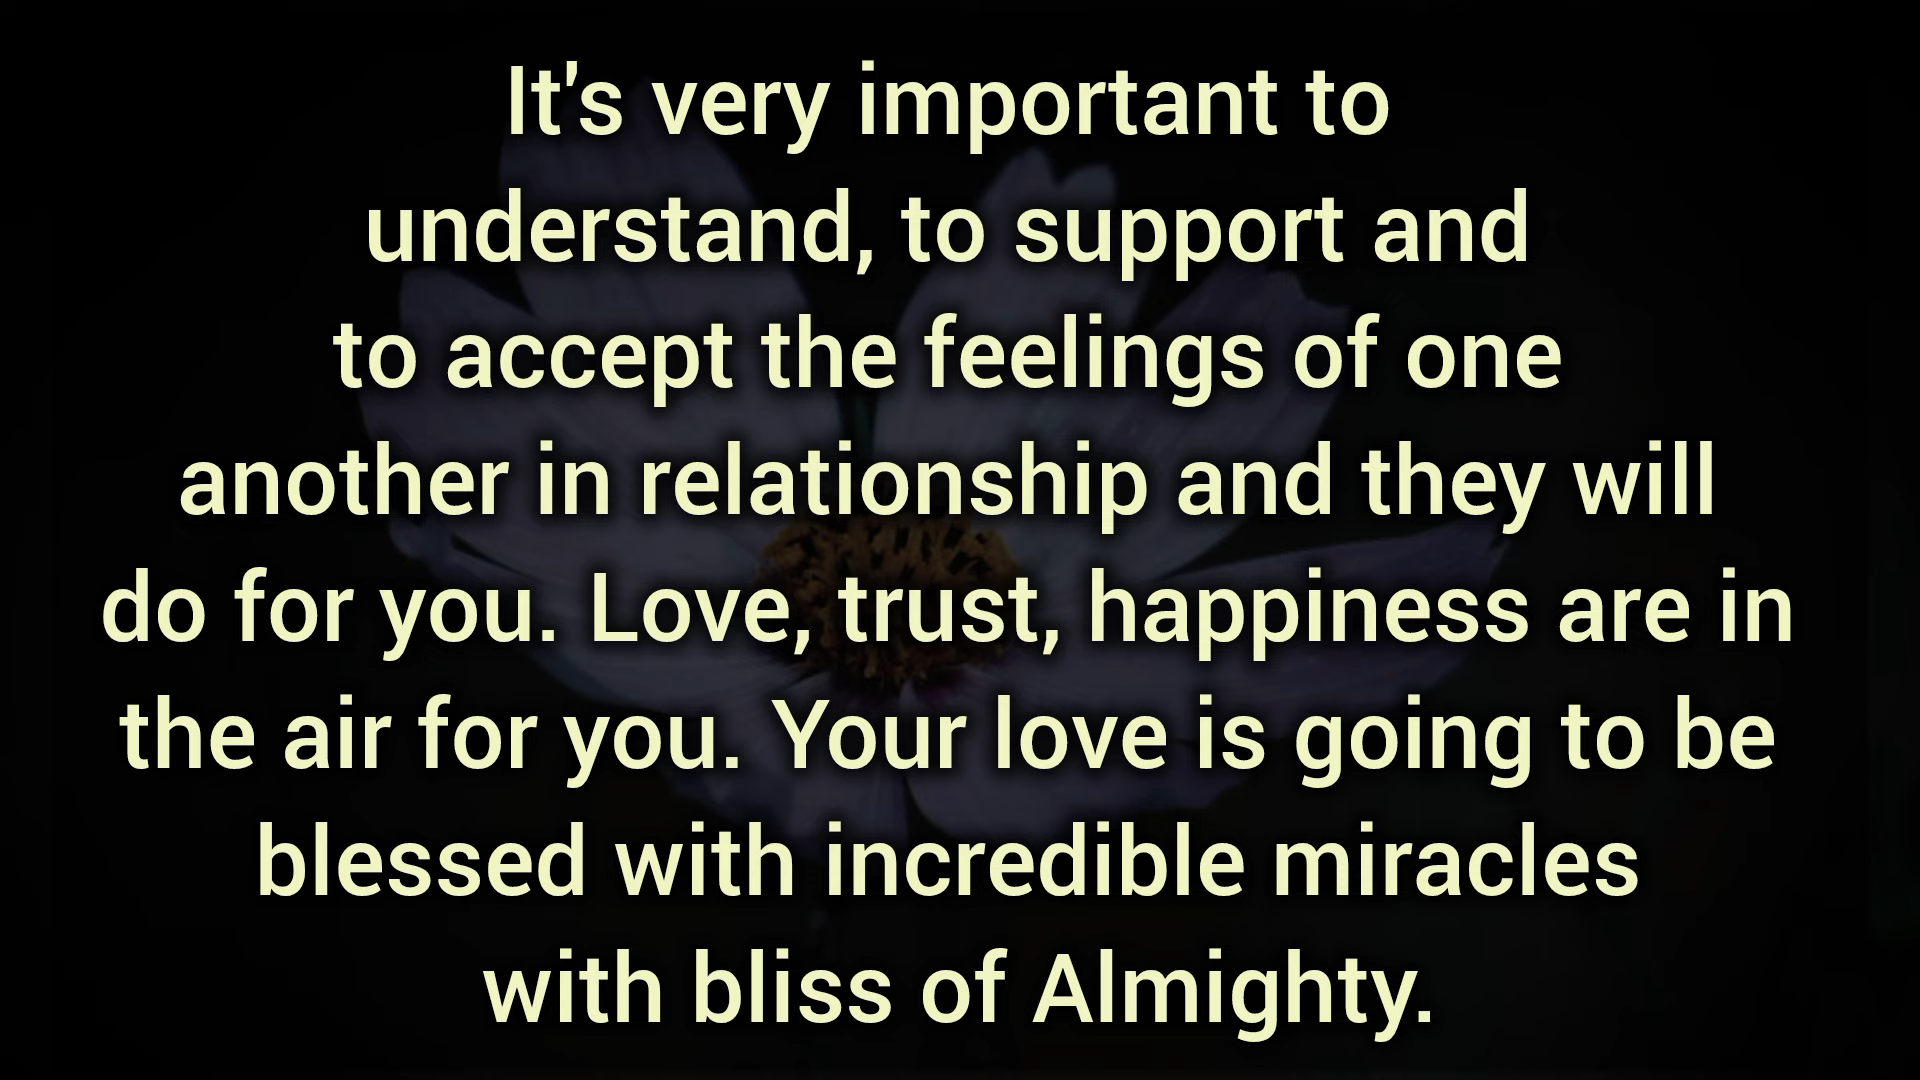 It's very important to
understand, to support and
to accept the feelings of one
another in relationship and they will
do for you. Love, trust, happiness are in
the air for you. Your love is going to be
blessed with incredible miracles
with bliss of Almighty.